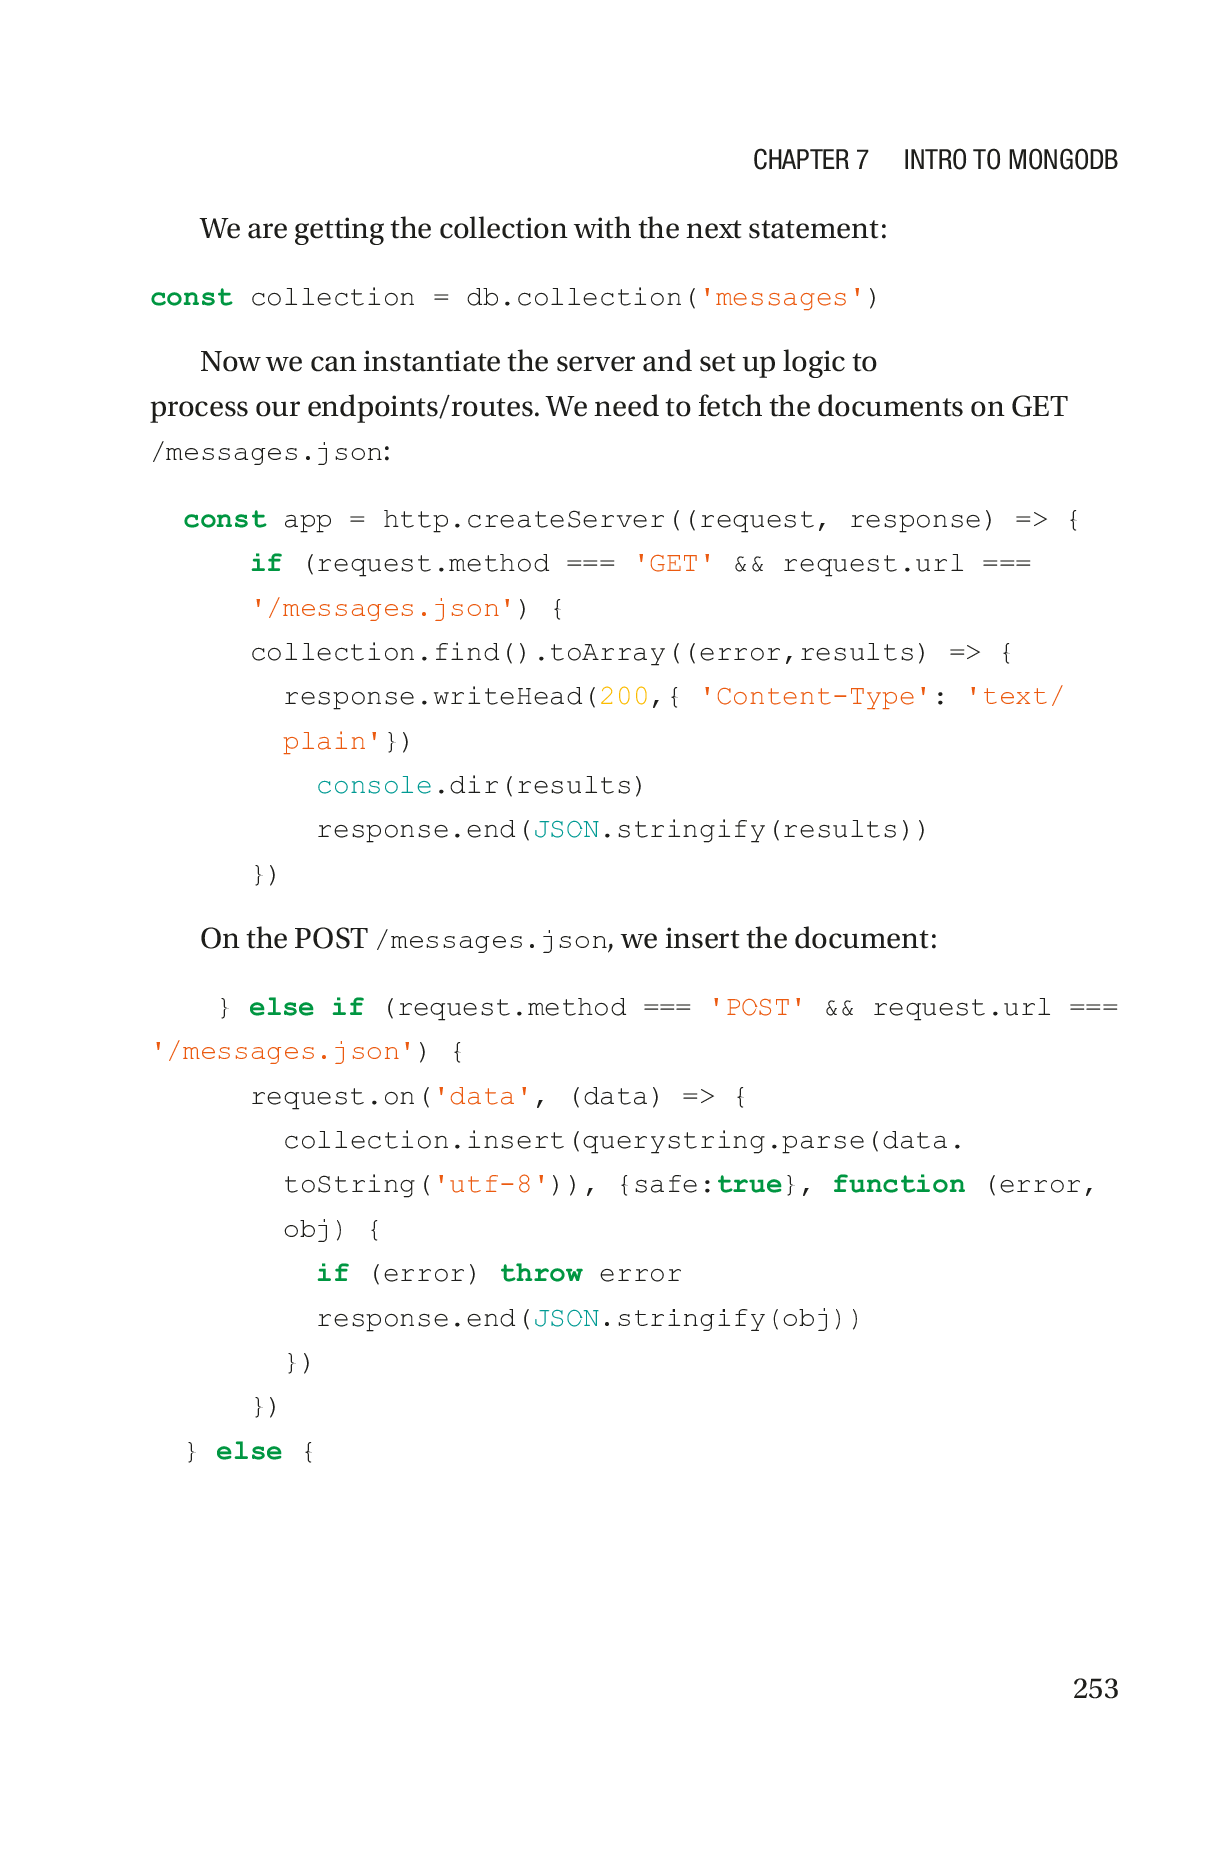 CHAPTER 7 INTRO TO MONGODB
We are getting the collection with the next statement:
const collection = db.collection('messages')
Now we can instantiate the server and set up logic to
process our endpoints/routes. We need to fetch the documents on GET
/messages.json:
const app = http.createServer((request, response) => {
if (request.method === 'GET' && request.url ===
'/messages.json') {
collection.find().toArray((error,results) => {
response.writeHead(200,{ 'Content-Type': 'text/
plain'})
console.dir(results)
response.end(JSON.stringify(results))
})
On the POST /messages.json, we insert the document:
} else if (request.method === 'POST' && request.url ===
'/messages.json') {
request.on('data', (data) => {
collection.insert(querystring.parse(data.
toString('utf-8')), {safe:true}, function (error,
obj) {
if (error) throw error
response.end(JSON.stringify(obj))
})
})
} else {
253